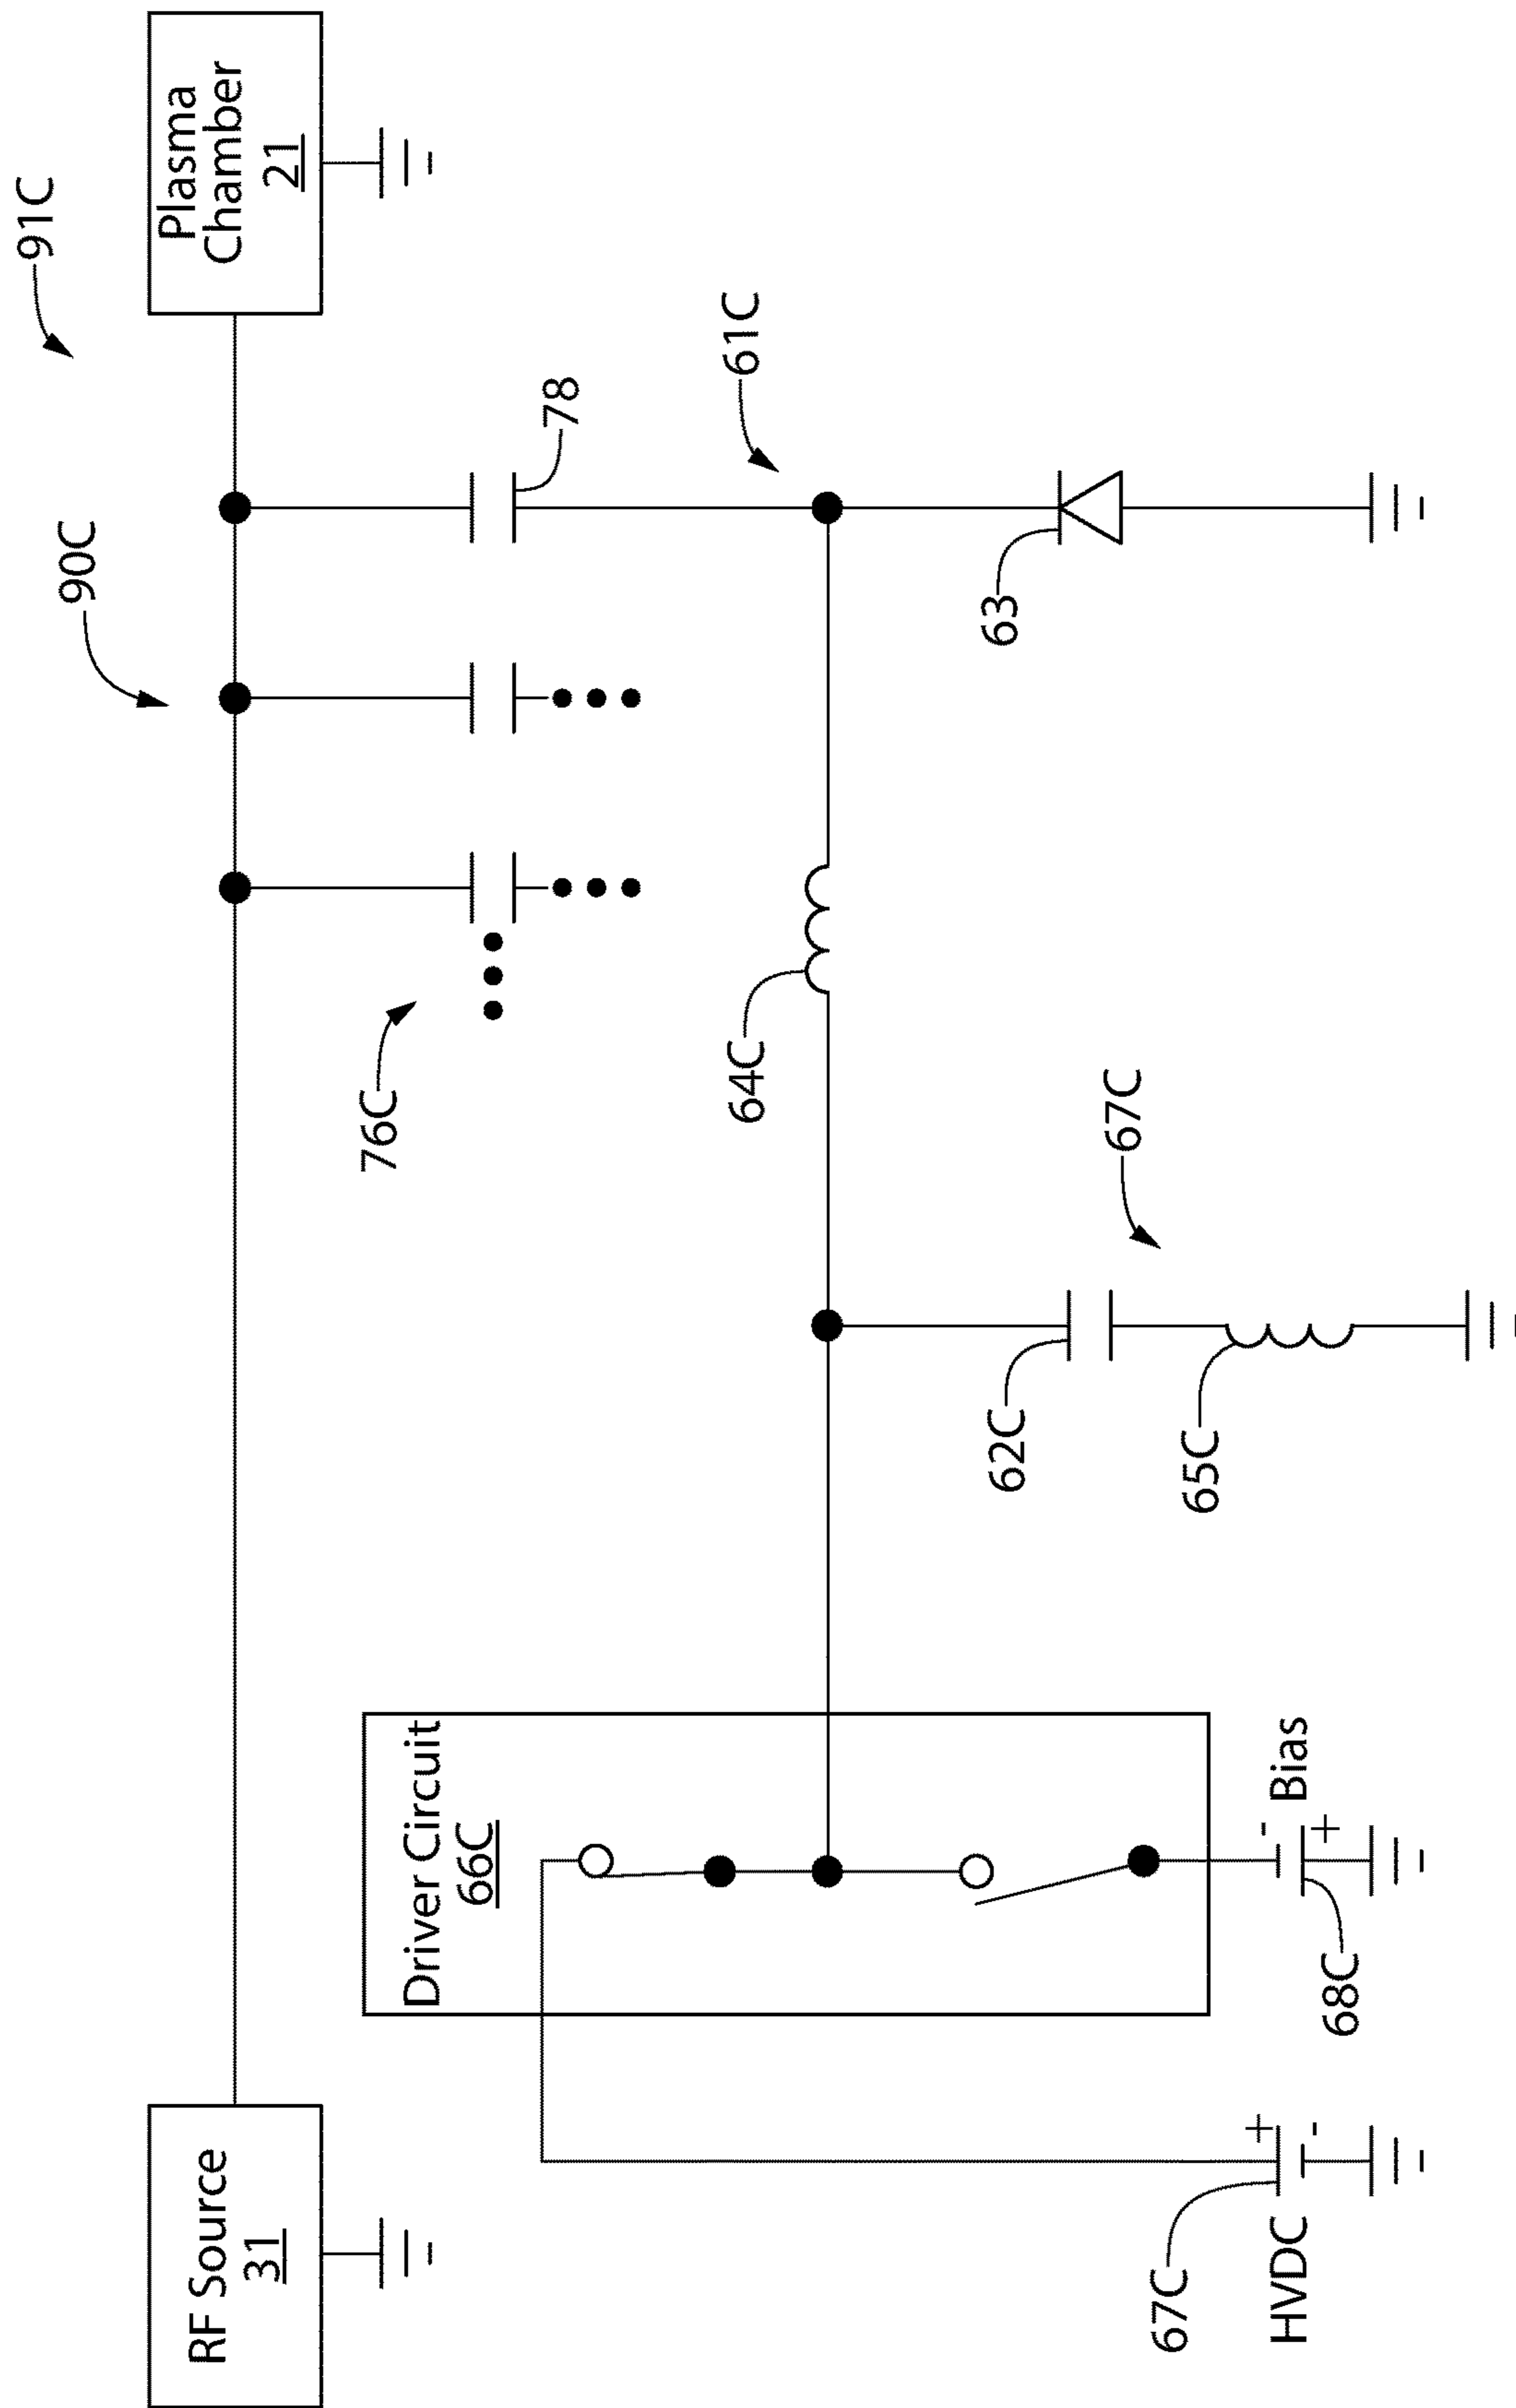 91C
90C
RF Source
31
Plasma
Chamber
21
76C
78
Driver Circuit
66C
64C
61C
62C
67C
63
65C
67C
+
-
HVDC
-
Bias
+
68C